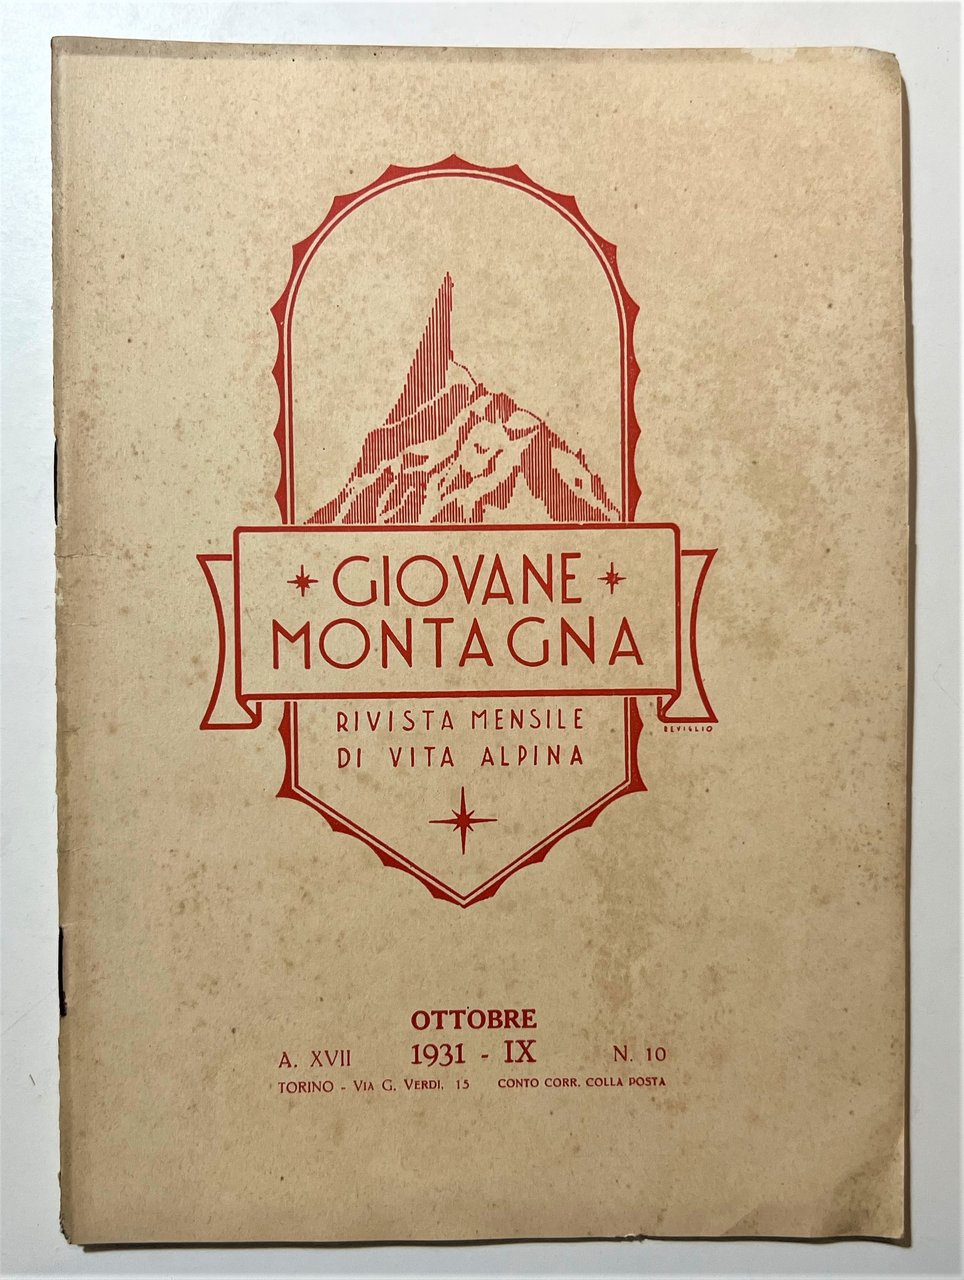 GIOVANE
MONTAGNA
RIVISTA MENSILE
DI VITA ALPINA
BEVIGLIO
OTTOBRE
A. XVII 1931 - IX N. 10
TORINO - VIA G. VERDI, 15 CONTO CORR. COLLA POSTA